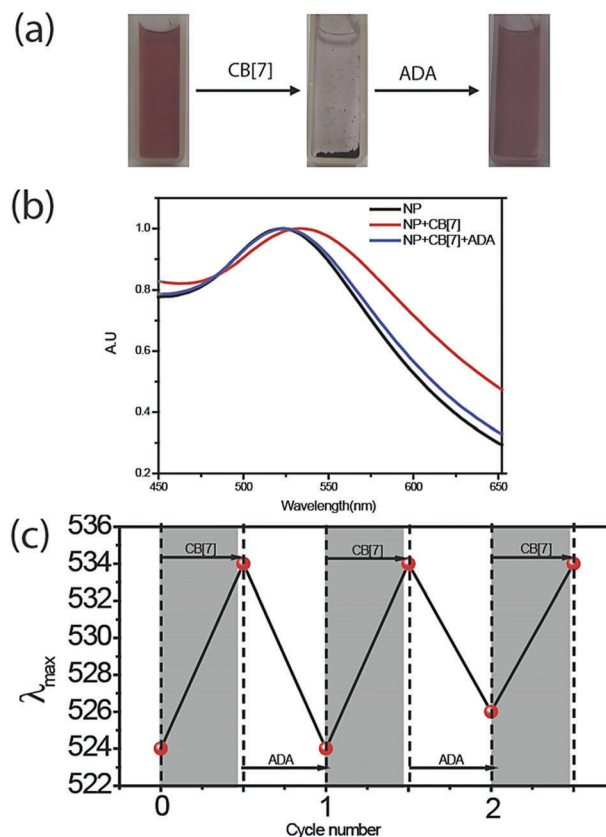 (a)
CB[7]
ADA
(b)
NP
NP+CB[7]
NP+CB[7]+ADA
1.0
0.8
0.6
0.4
0.2
A.U
450
500
550
600
650
Wavelength(nm)
(c)
536
534
532
530
528
526
524
522
λmax
CB[7]
CB[7]
CB[7]
ADA
ADA
0
1
2
Cycle number